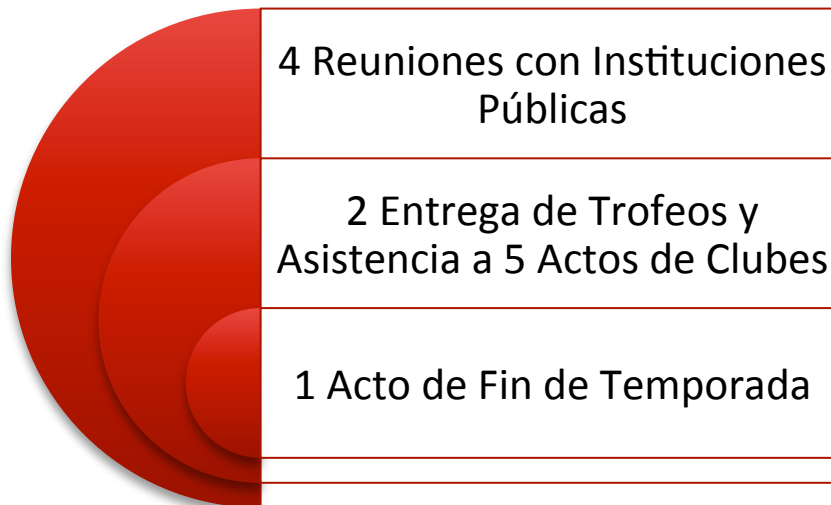 4 Reuniones con Instituciones
Públicas
2 Entrega de Trofeos y
Asistencia a 5 Actos de Clubes
1 Acto de Fin de Temporada